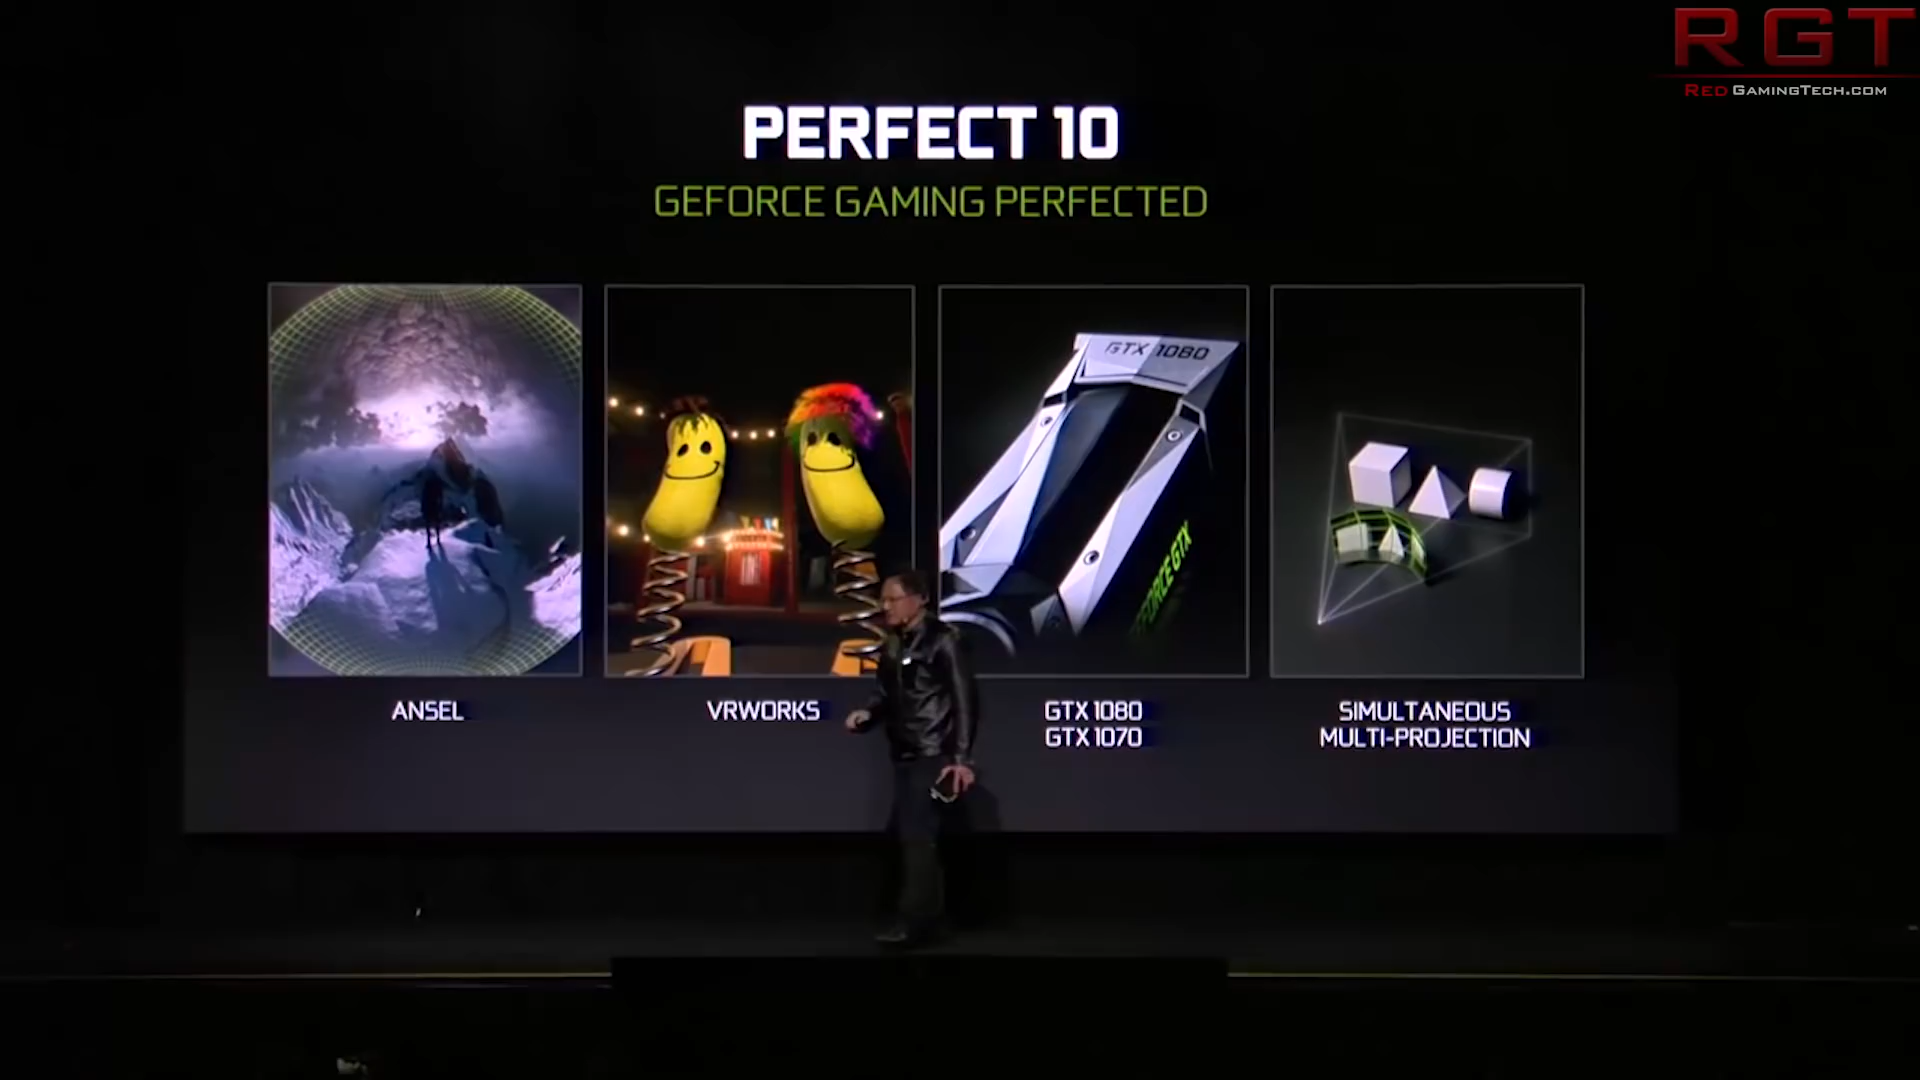 RGT
RED GAMINGTECH.COM
PERFECT 10
GEFORCE GAMING PERFECTED
GTX 1080
GTX
ANSEL
VRWORKS
GTX 1080
GTX 1070
SIMULTANEOUS
MULTI-PROJECTION